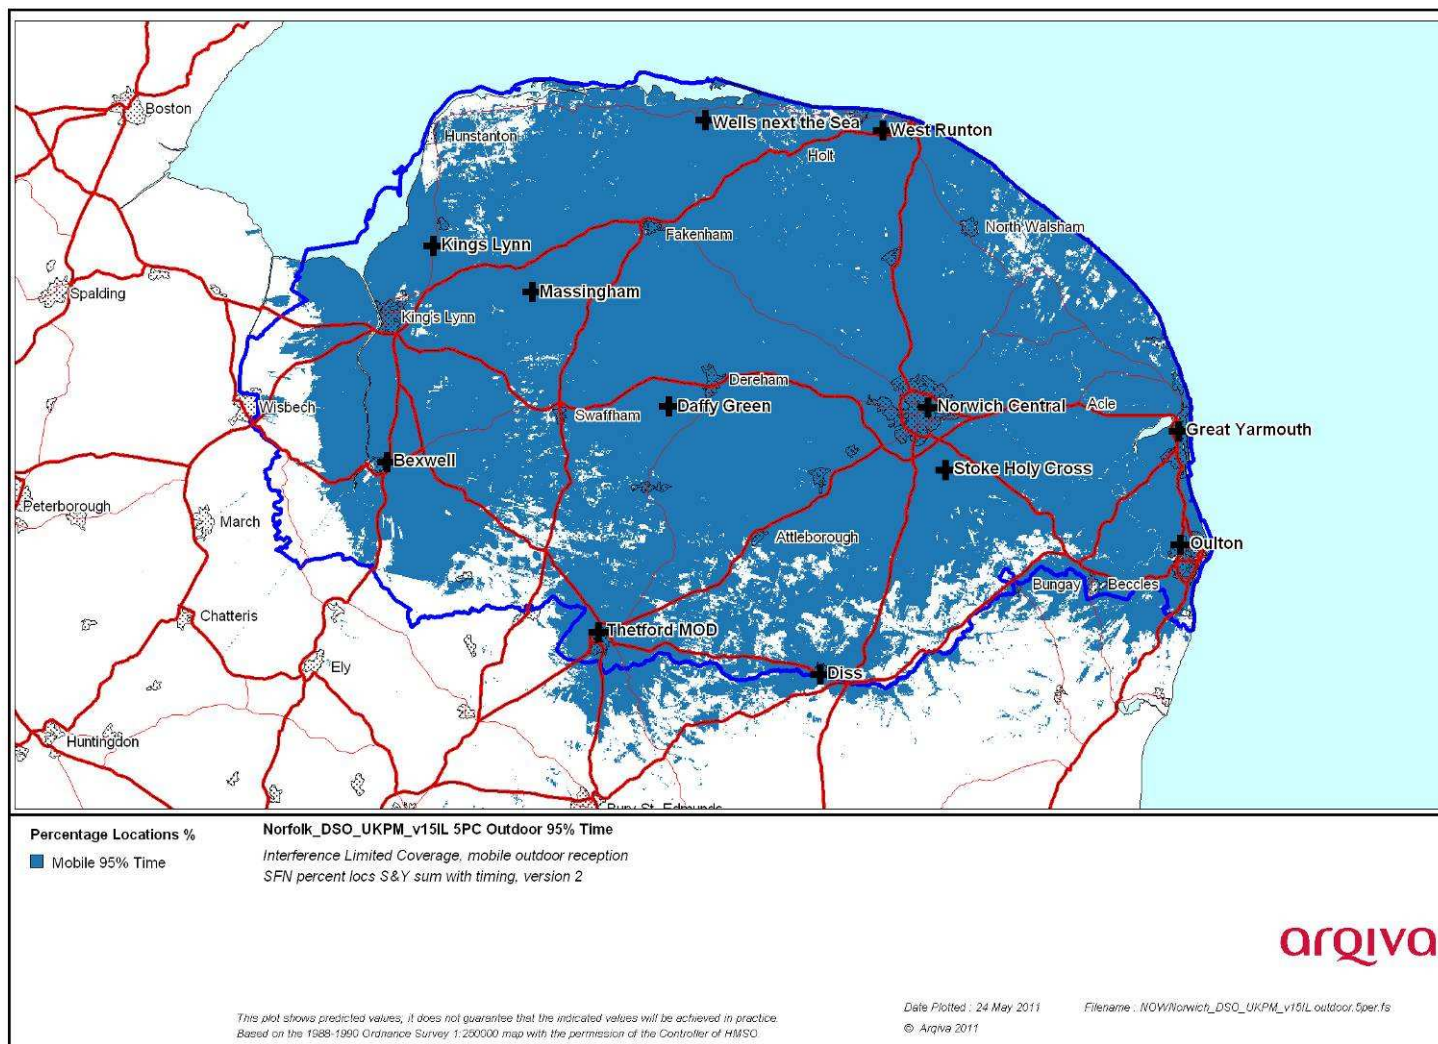 Boston
Hunstanton
Wells next the Sea
West Runton
Holt
Fakenham
North Walsham
Kings Lynn
Spalding
Massingham
King's Lynn
Dereham
Wisbech
Swaffham
Daffy Green
Norwich Central
Acle
Great Yarmouth
Bexwell
Stoke Holy Cross
Peterborough
March
Attleborough
Oulton
Bungay
Beccles
Chatteris
Thetford MOD
Ely
Diss
Huntingdon
Bury St. Edmunds
Percentage Locations %
Mobile 95% Time
Norfolk_DSO_UKPM_v15IL 5PC Outdoor 95% Time
Interference Limited Coverage, mobile outdoor reception
SFN percent locs S&Y sum with timing, version 2
arqiva
This plot shows predicted values; it does not guarantee that the indicated values will be achieved in practice.
Based on the 1988-1990 Ordnance Survey 1:250000 map with the permission of the Controller of HMSO.
Date Plotted : 24 May 2011
© Arqiva 2011
Filename : NOWNorwich_DSO_UKPM_v15IL.outdoor.5per.fs